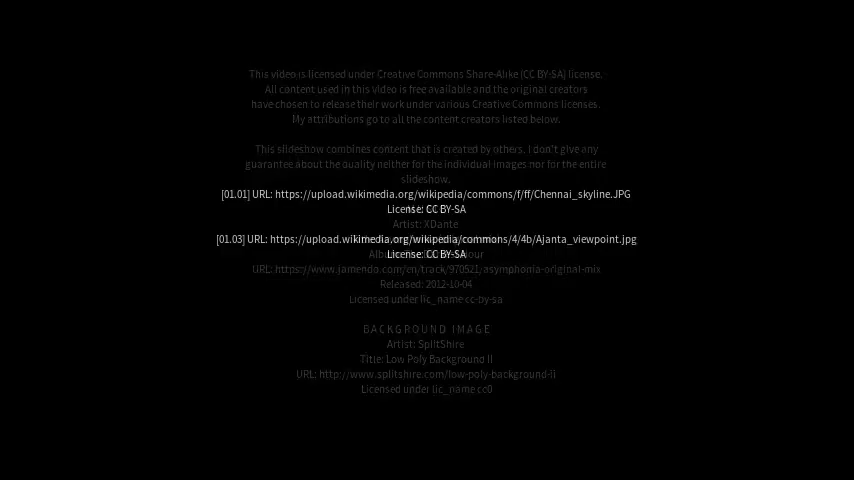 This video is licensed under Creative Commons Share-Alike (CC BY-SA) license.
All content used in this video is free available and the original creators
have chosen to release their work under various Creative Commons licenses.
My attributions go to all the content creators listed below.
This slideshow combines content that is created by others. I don't give any
guarantee about the quality neither for the individual images nor for the entire
slideshow.
[01.01] URL: https://upload.wikimedia.org/wikipedia/commons/f/ff/Chennai_skyline.JPG
License: CC BY-SA
Artist: XDante
[01.03] URL: https://upload.wikimedia.org/wikipedia/commons/4/4b/Ajanta_viewpoint.jpg
License: CC BY-SA
URL: https://www.jamendo.com/en/track/970521/asymphonia-original-mix
Released: 2012-10-04
Licensed under lic_name cc-by-sa
BACKGROUND IMAGE
Artist: SplitShire
Title: Low Poly Background II
URL: http://www.splitshire.com/low-poly-background-ii
Licensed under lic_name cc0